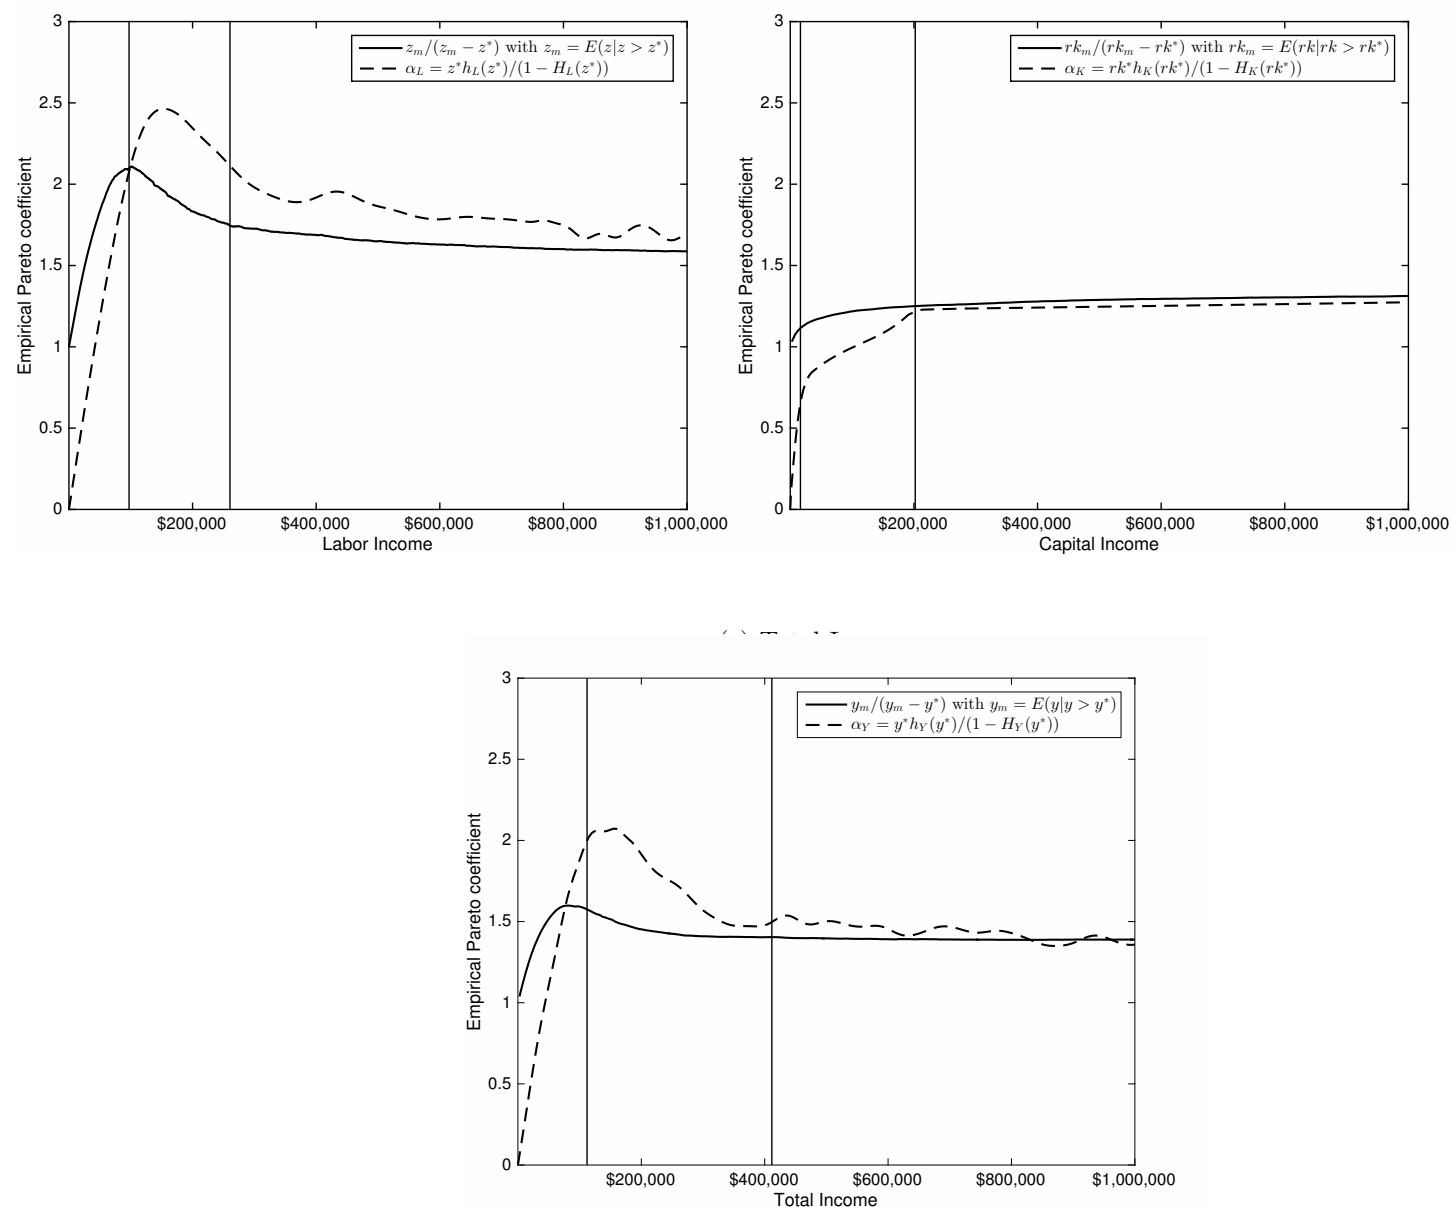 3
2.5
2
1.5
1
0.5
0
Empirical Pareto coefficient
z_m/(z_m − z*) with z_m = E(z|z > z*)
α_L = z*h_L(z*)/(1 − H_L(z*))
$200,000 $400,000 $600,000 $800,000 $1,000,000
Labor Income
3
2.5
2
1.5
1
0.5
0
Empirical Pareto coefficient
rk_m/(rk_m − rk*) with rk_m = E(rk|rk > rk*)
α_K = rk*h_K(rk*)/(1 − H_K(rk*))
$200,000 $400,000 $600,000 $800,000 $1,000,000
Capital Income
3
2.5
2
1.5
1
0.5
0
Empirical Pareto coefficient
y_m/(y_m − y*) with y_m = E(y|y > y*)
α_Y = y*h_Y(y*)/(1 − H_Y(y*))
$200,000 $400,000 $600,000 $800,000 $1,000,000
Total Income